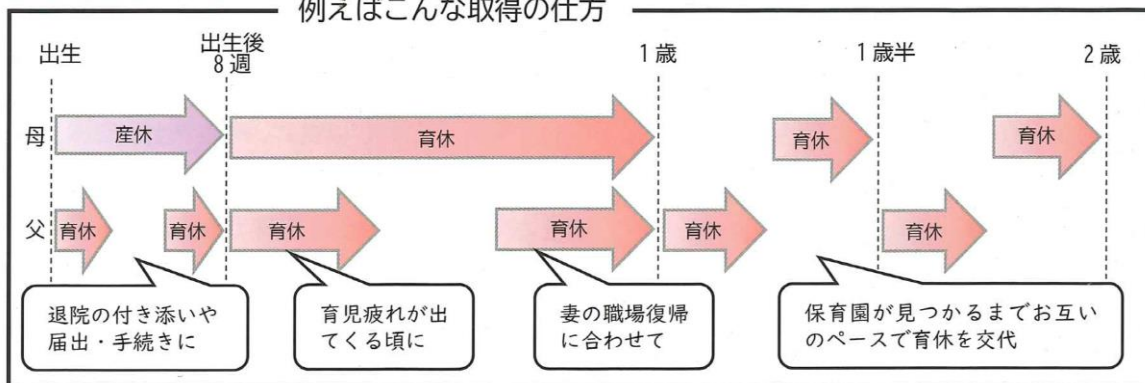 例えばこんな取得の仕方
出生
出生後
8週
1歳
1歳半
2歳
母
産休
育休
育休
育休
父
育休
育休
育休
育休
育休
育休
退院の付き添いや
届出・手続きに
育児疲れが出
てくる頃に
妻の職場復帰
に合わせて
保育園が見つかるまでお互い
のペースで育休を交代